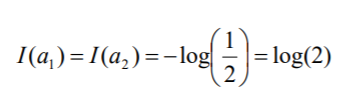 I(a₁) = I(a₂) = −log(1/2) = log(2)